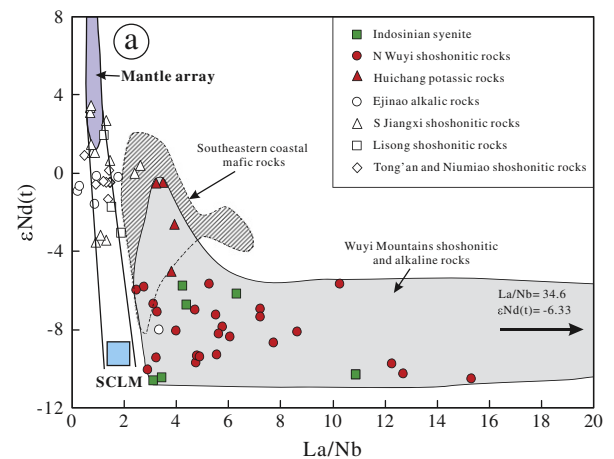 8
4
0
-4
-8
-12
εNd(t)
a
Mantle array
Southeastern coastal
mafic rocks
SCLM
Indosinian syenite
N Wuyi shoshonitic rocks
Huichang potassic rocks
Ejinao alkalic rocks
S Jiangxi shoshonitic rocks
Lisong shoshonitic rocks
Tong'an and Niumiao shoshonitic rocks
Wuyi Mountains shoshonitic
and alkaline rocks
La/Nb= 34.6
εNd(t)= -6.33
0 2 4 6 8 10 12 14 16 18 20
La/Nb